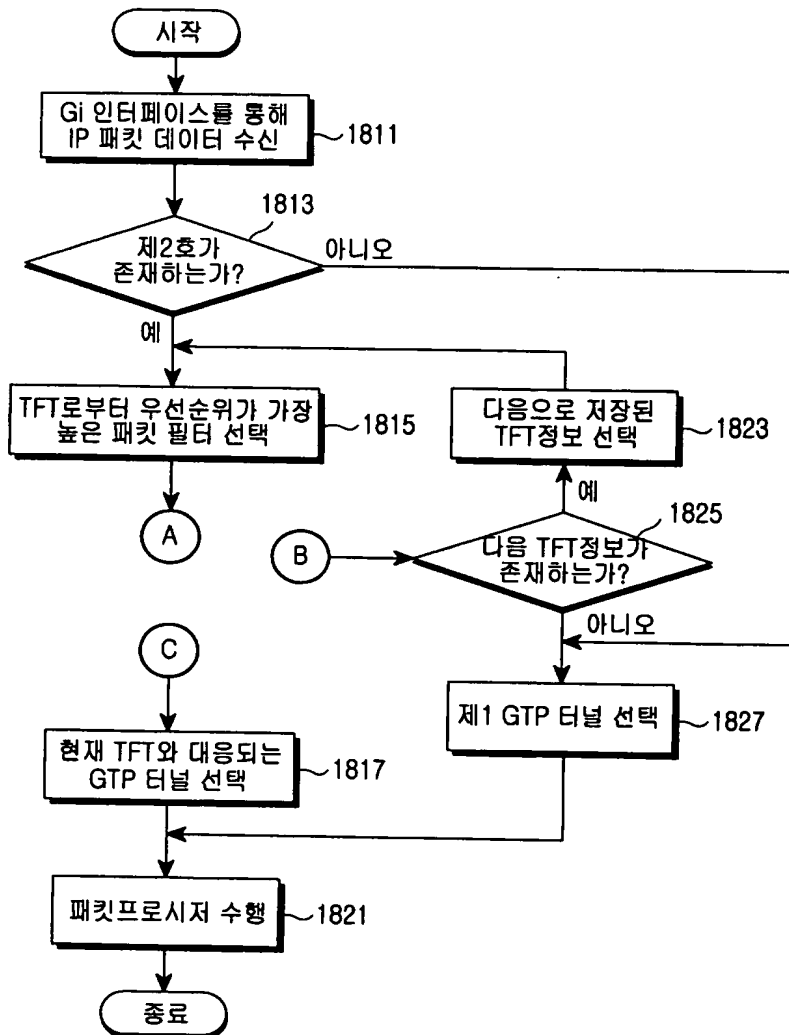 시작
Gi 인터페이스를 통해
IP 패킷 데이터 수신
1811
1813
제2호가
존재하는가?
아니오
예
TFT로부터 우선순위가 가장
높은 패킷 필터 선택
1815
다음으로 저장된
TFT정보 선택
1823
예
A
B
1825
다음 TFT정보가
존재하는가?
아니오
C
제1 GTP 터널 선택
1827
현재 TFT와 대응되는
GTP 터널 선택
1817
패킷프로시저 수행
1821
종료